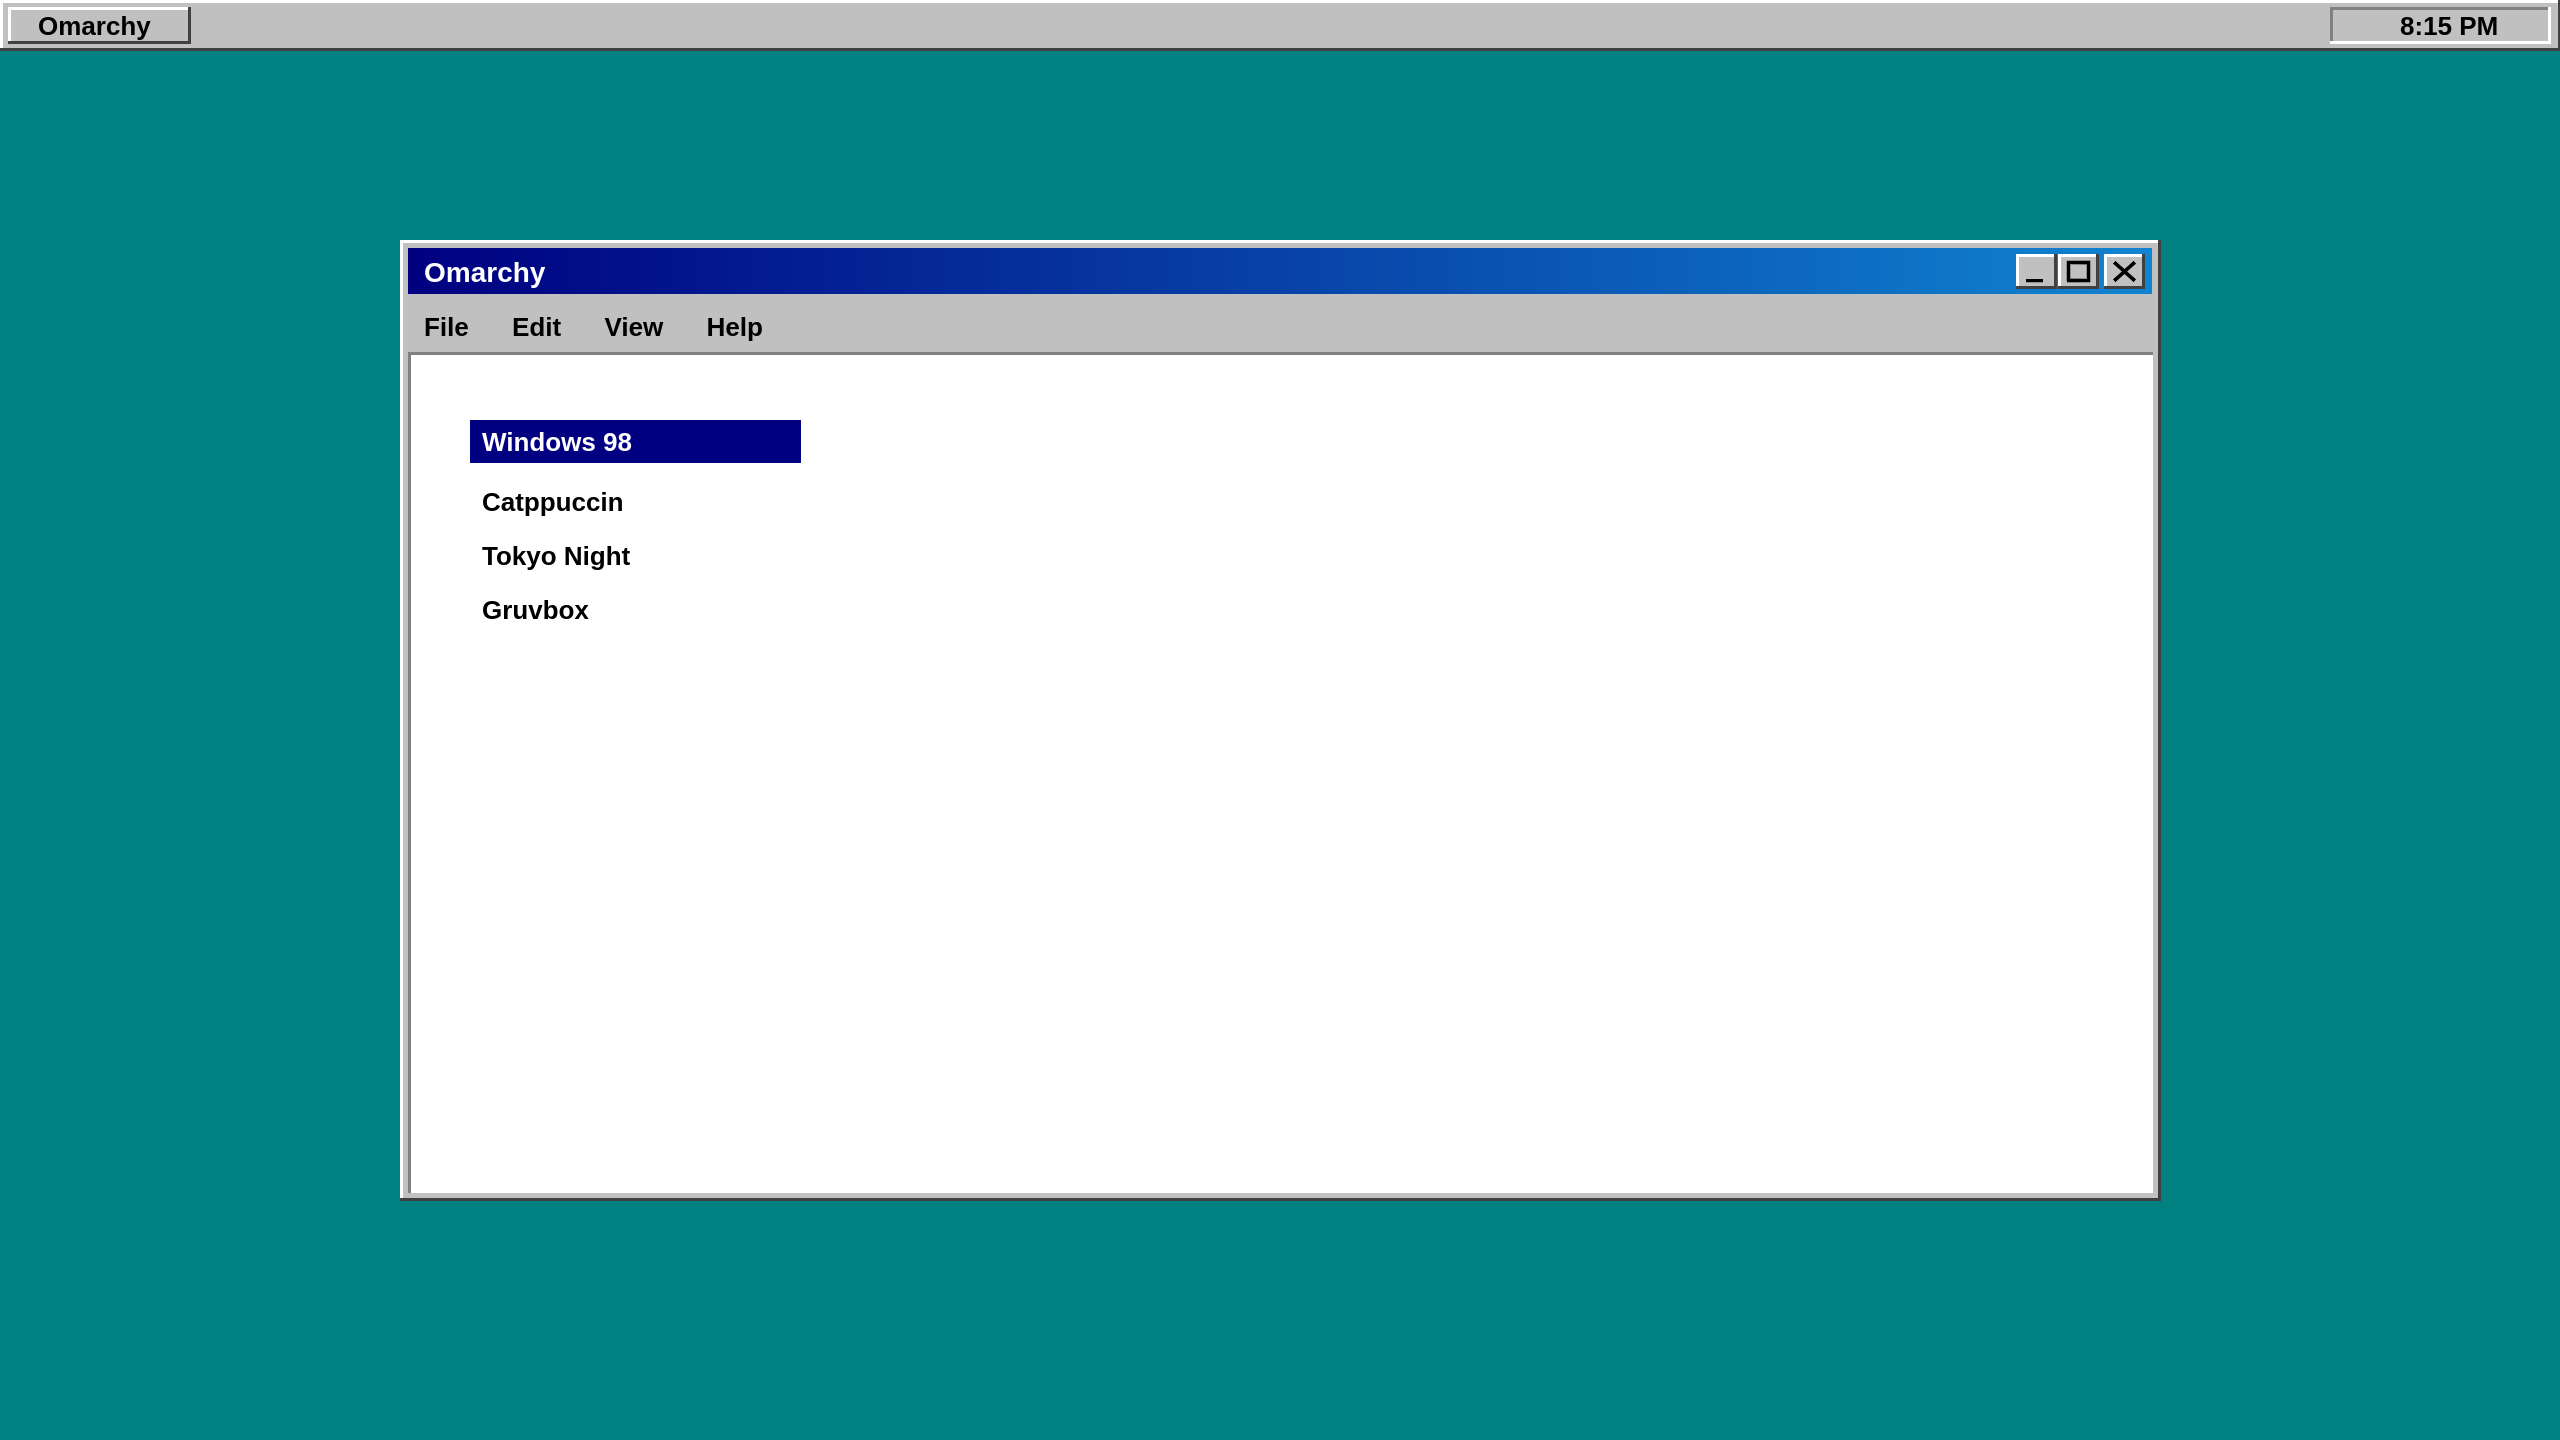 Omarchy
8:15 PM
Omarchy
File Edit View Help
Windows 98
Catppuccin
Tokyo Night
Gruvbox